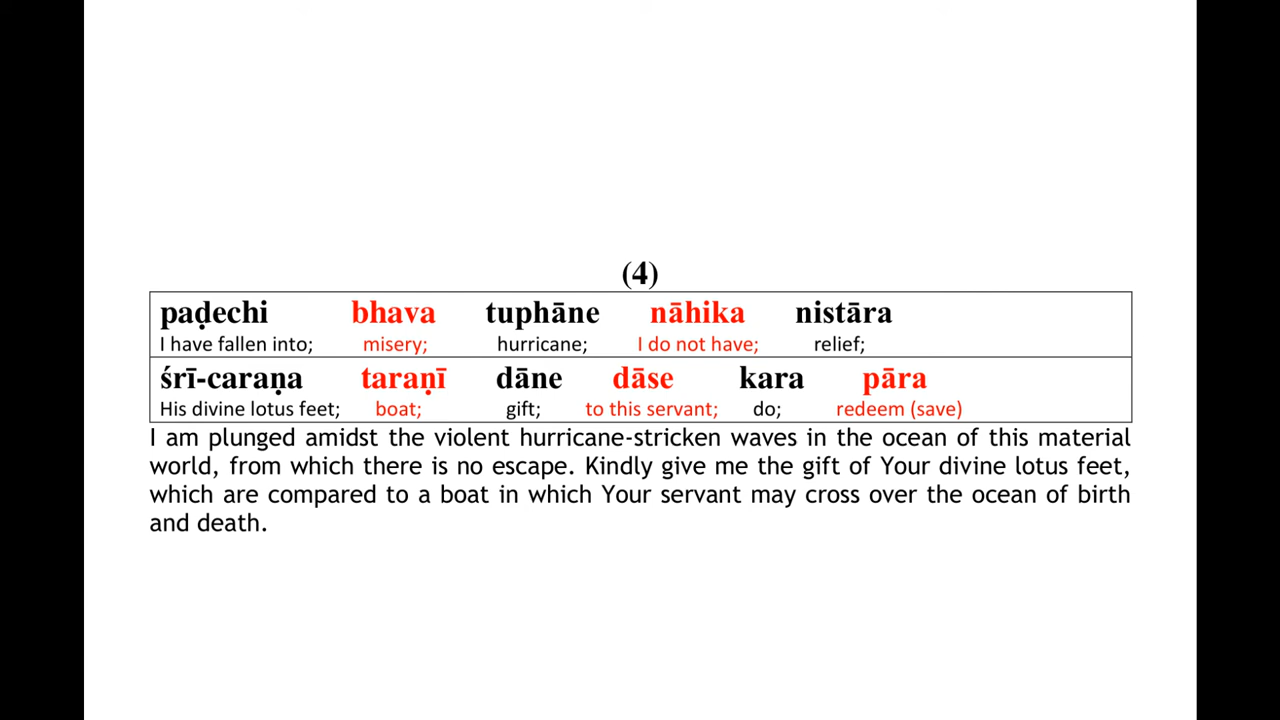 (4)
paḍechi bhava tuphāne nāhika nistāra
I have fallen into; misery; hurricane; I do not have; relief;
śrī-caraṇa taraṇī dāne dāse kara pāra
His divine lotus feet; boat; gift; to this servant; do; redeem (save)
I am plunged amidst the violent hurricane-stricken waves in the ocean of this material
world, from which there is no escape. Kindly give me the gift of Your divine lotus feet,
which are compared to a boat in which Your servant may cross over the ocean of birth
and death.